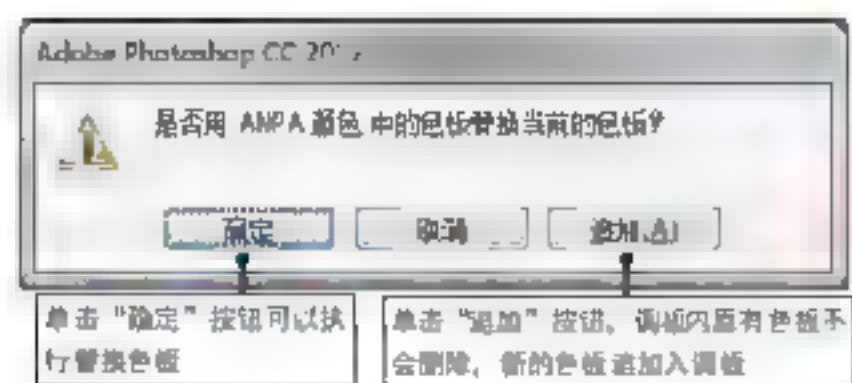 Adobe Photoshop CC 201
是否用 ANPA 颜色 中的色板替换当前的色板?
确定
取消
追加(A)
单击“确定”按钮可以执
行替换色板
单击“追加”按钮，调板内原有色板不
会删除，新的色板追加入调板